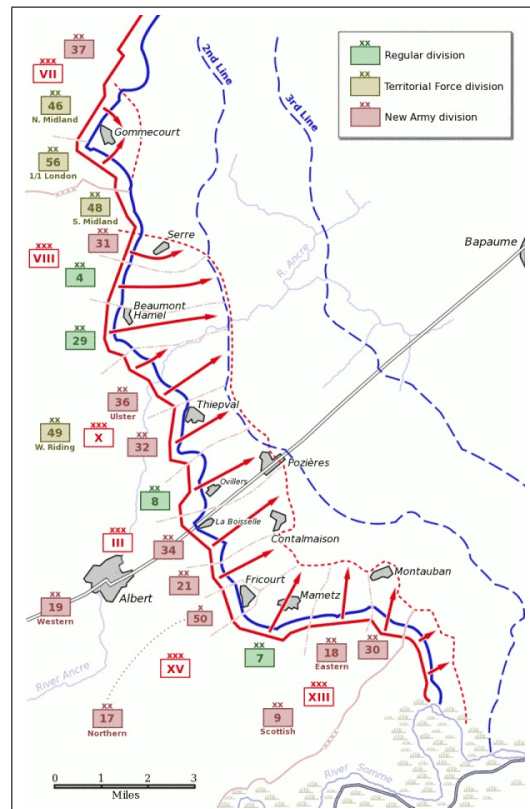 XX
37
XXX
VII
XX
46
N. Midland
Gommecourt
XX
56
1/1 London
xxxx
XX
48
S. Midland
XX
31
Serre
XXX
VIII
XX
4
Beaumont
Hamel
XX
29
XX
36
Ulster
XX
49
W. Riding
XXX
X
XX
32
Thiepval
2nd Line
3rd Line
XX
Regular division
XX
Territorial Force division
XX
New Army division
R. Ancre
Bapaume
Pozières
Ovillers
XX
8
La Boisselle
XXX
III
XX
34
Contalmaison
Albert
XX
21
XX
19
Western
Fricourt
Mametz
Montauban
X
50
XX
7
XXX
XV
XX
18
Eastern
XX
30
XXX
XIII
River Ancre
XX
17
Northern
XX
9
Scottish
xxxx
River Somme
0 1 2 3
Miles